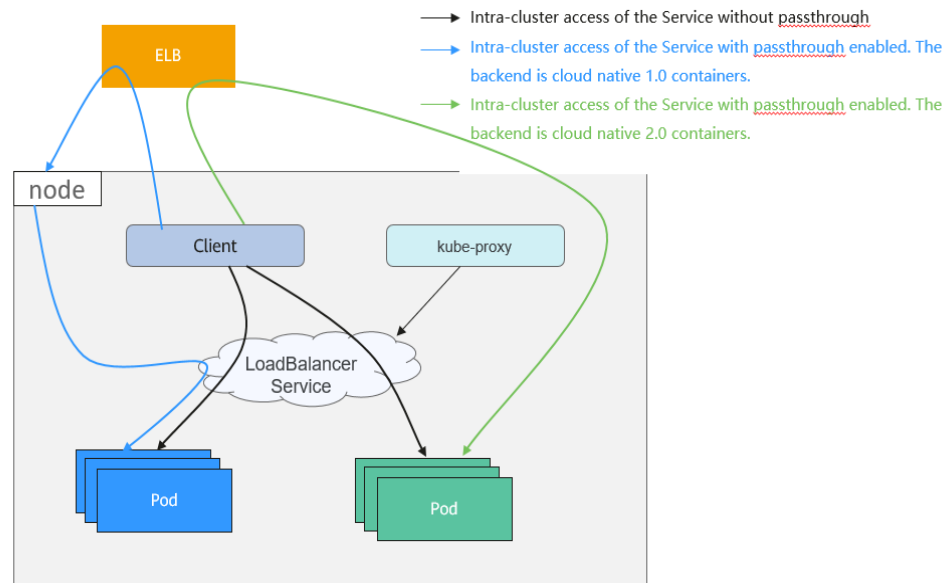 Intra-cluster access of the Service without passthrough
ELB
Intra-cluster access of the Service with passthrough enabled. The
backend is cloud native 1.0 containers.
Intra-cluster access of the Service with passthrough enabled. The
backend is cloud native 2.0 containers.
node
Client
kube-proxy
LoadBalancer
Service
Pod
Pod